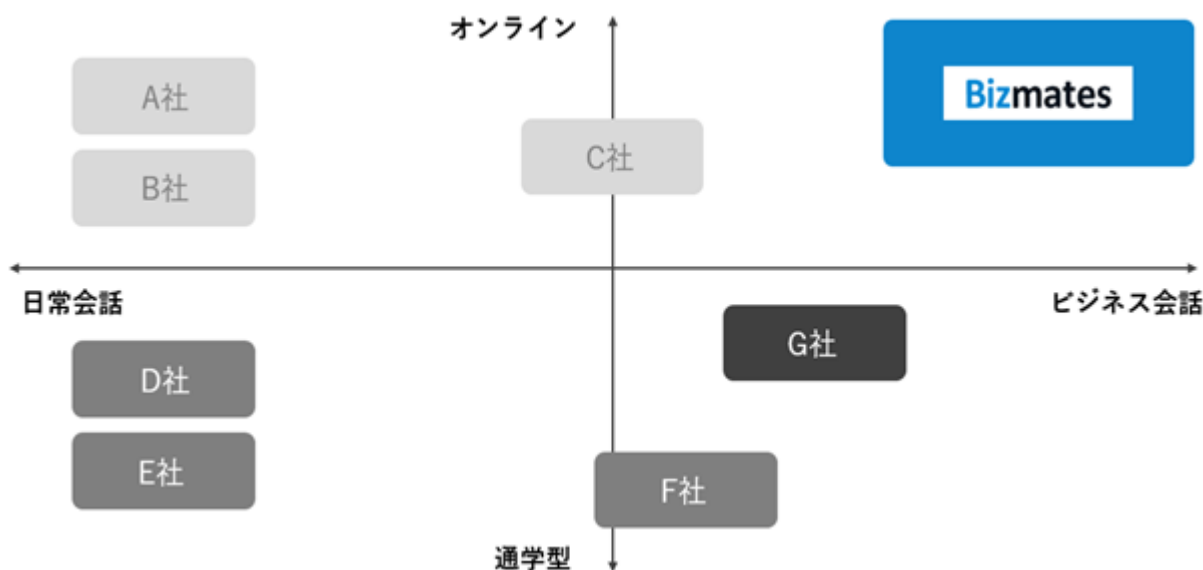 オンライン
Bizmates
A社
C社
B社
日常会話
ビジネス会話
G社
D社
E社
F社
通学型